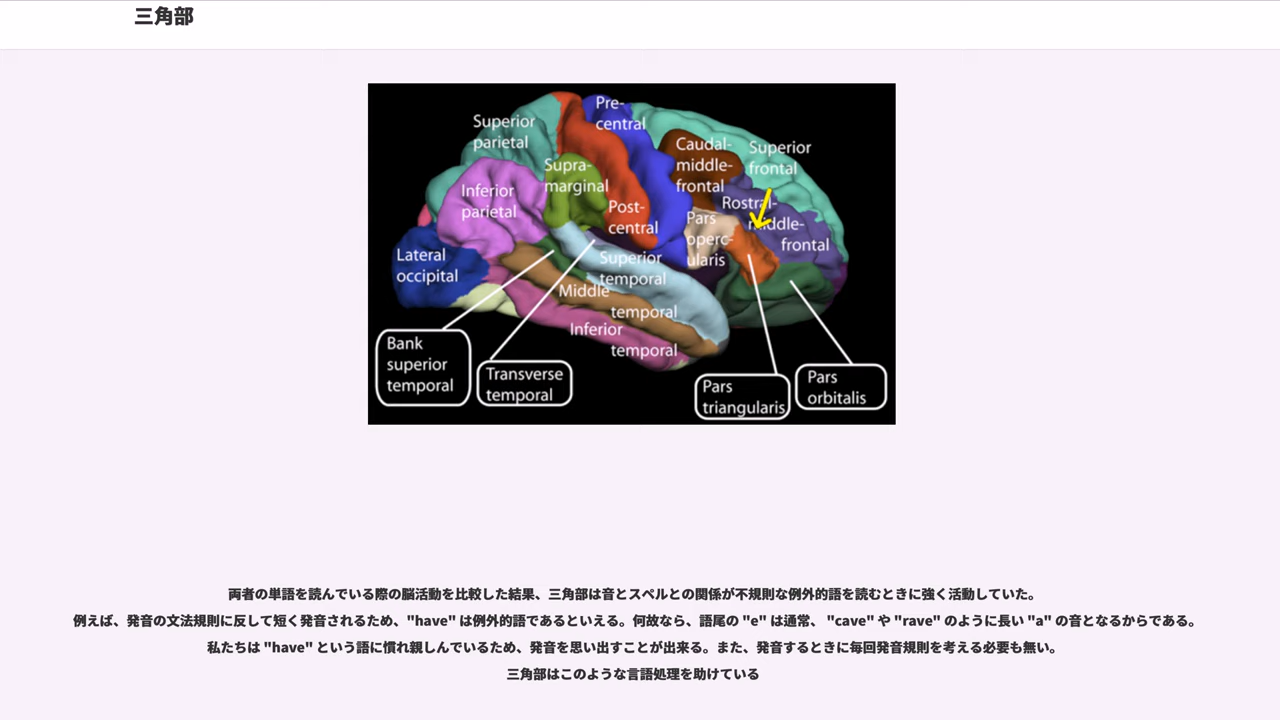 三角部
Pre-
central
Superior
parietal
Caudal-
middle-
frontal
Superior
frontal
Supra-
marginal
Inferior
parietal
Post-
central
Rostral-
middle-
frontal
Pars
operc-
ularis
Lateral
occipital
Superior
temporal
Middle
temporal
Inferior
temporal
Bank
superior
temporal
Transverse
temporal
Pars
triangularis
Pars
orbitalis
両者の単語を読んでいる際の脳活動を比較した結果、三角部は音とスペルとの関係が不規則な例外的語を読むときに強く活動していた。
例えば、発音の文法規則に反して短く発音されるため、"have" は例外的語であるといえる。何故なら、語尾の "e" は通常、 "cave" や "rave" のように長い "a" の音となるからである。
私たちは "have" という語に慣れ親しんでいるため、発音を思い出すことが出来る。また、発音するときに毎回発音規則を考える必要も無い。
三角部はこのような言語処理を助けている